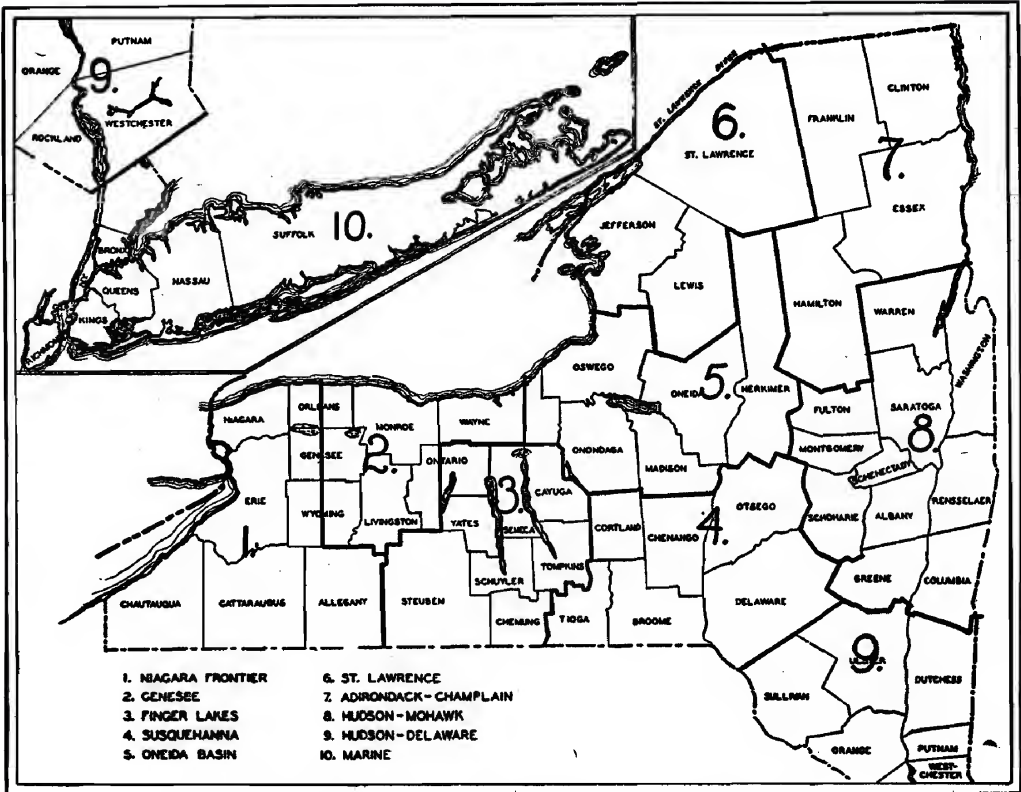 PUTNAM
ORANGE
9.
WESTCHESTER
ROCKLAND
BRONX
QUEENS
NASSAU
KINGS
RICHMOND
SUFFOLK
10.
ST. LAWRENCE RIVER
6.
ST. LAWRENCE
FRANKLIN
CLINTON
7.
ESSEX
JEFFERSON
LEWIS
HAMILTON
WARREN
WASHINGTON
OSWEGO
ONEIDA
5.
HERKIMER
FULTON
SARATOGA
8.
MONTGOMERY
SCHENECTADY
NIAGARA
ORLEANS
MONROE
WAYNE
GENESEE
2.
ONTARIO
ONONDAGA
MADISON
RENSSELAER
ERIE
1
WYOMING
LIVINGSTON
YATES
3.
SENECA
CAYUGA
CORTLAND
CHENANGO
4.
OTSEGO
SCHOHARIE
ALBANY
TOMPKINS
SCHUYLER
GREENE
COLUMBIA
CHAUTAUQUA
CATTARAUGUS
ALLEGANY
STEUBEN
CHEMUNG
TIOGA
BROOME
DELAWARE
9.
ULSTER
SULLIVAN
DUTCHESS
ORANGE
PUTNAM
WEST-
CHESTER
1. NIAGARA FRONTIER
2. GENESEE
3. FINGER LAKES
4. SUSQUEHANNA
5. ONEIDA BASIN
6. ST. LAWRENCE
7. ADIRONDACK-CHAMPLAIN
8. HUDSON-MOHAWK
9. HUDSON-DELAWARE
10. MARINE